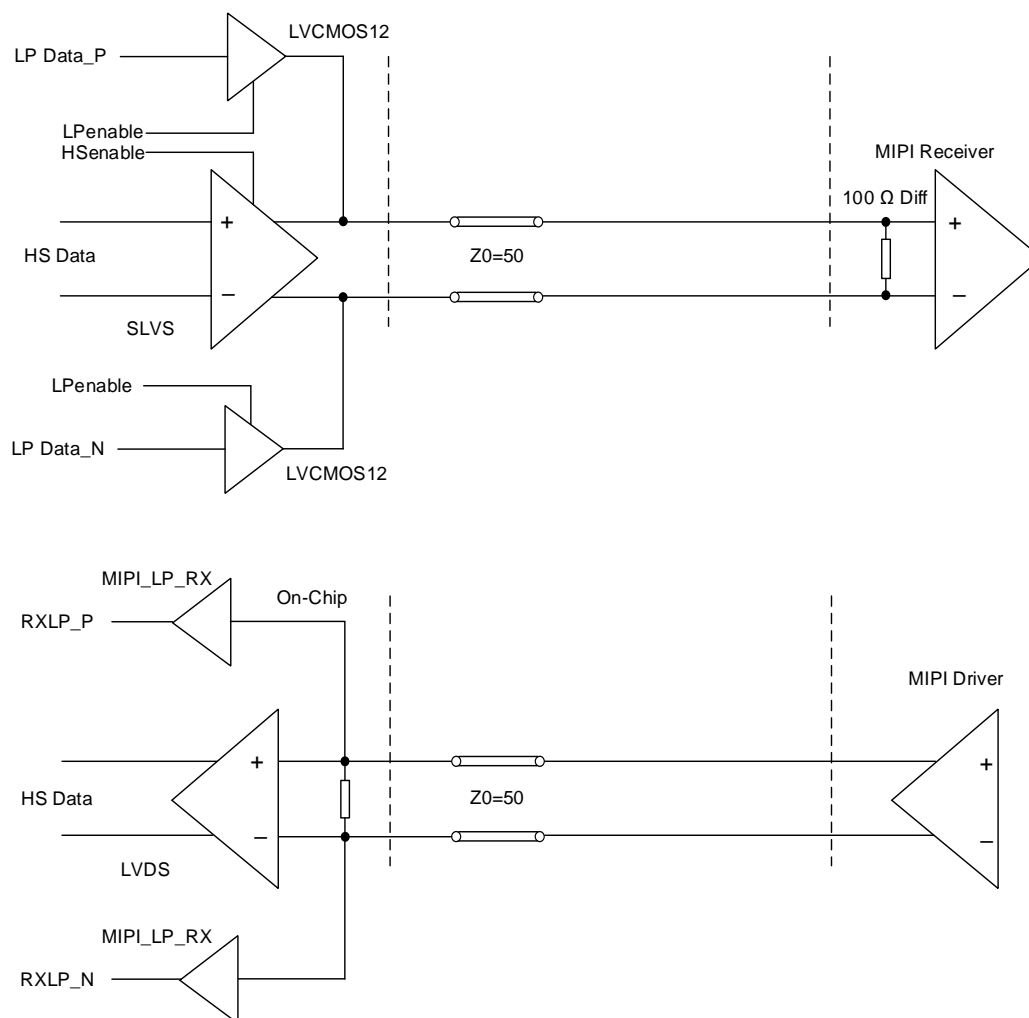 LVCMOS12
LP Data_P
LPenable
HSenable
MIPI Receiver
100 Ω Diff
+
+
HS Data
Z0=50
−
−
SLVS
LPenable
LP Data_N
LVCMOS12
MIPI_LP_RX
On-Chip
RXLP_P
MIPI Driver
+
+
HS Data
Z0=50
−
−
LVDS
MIPI_LP_RX
RXLP_N